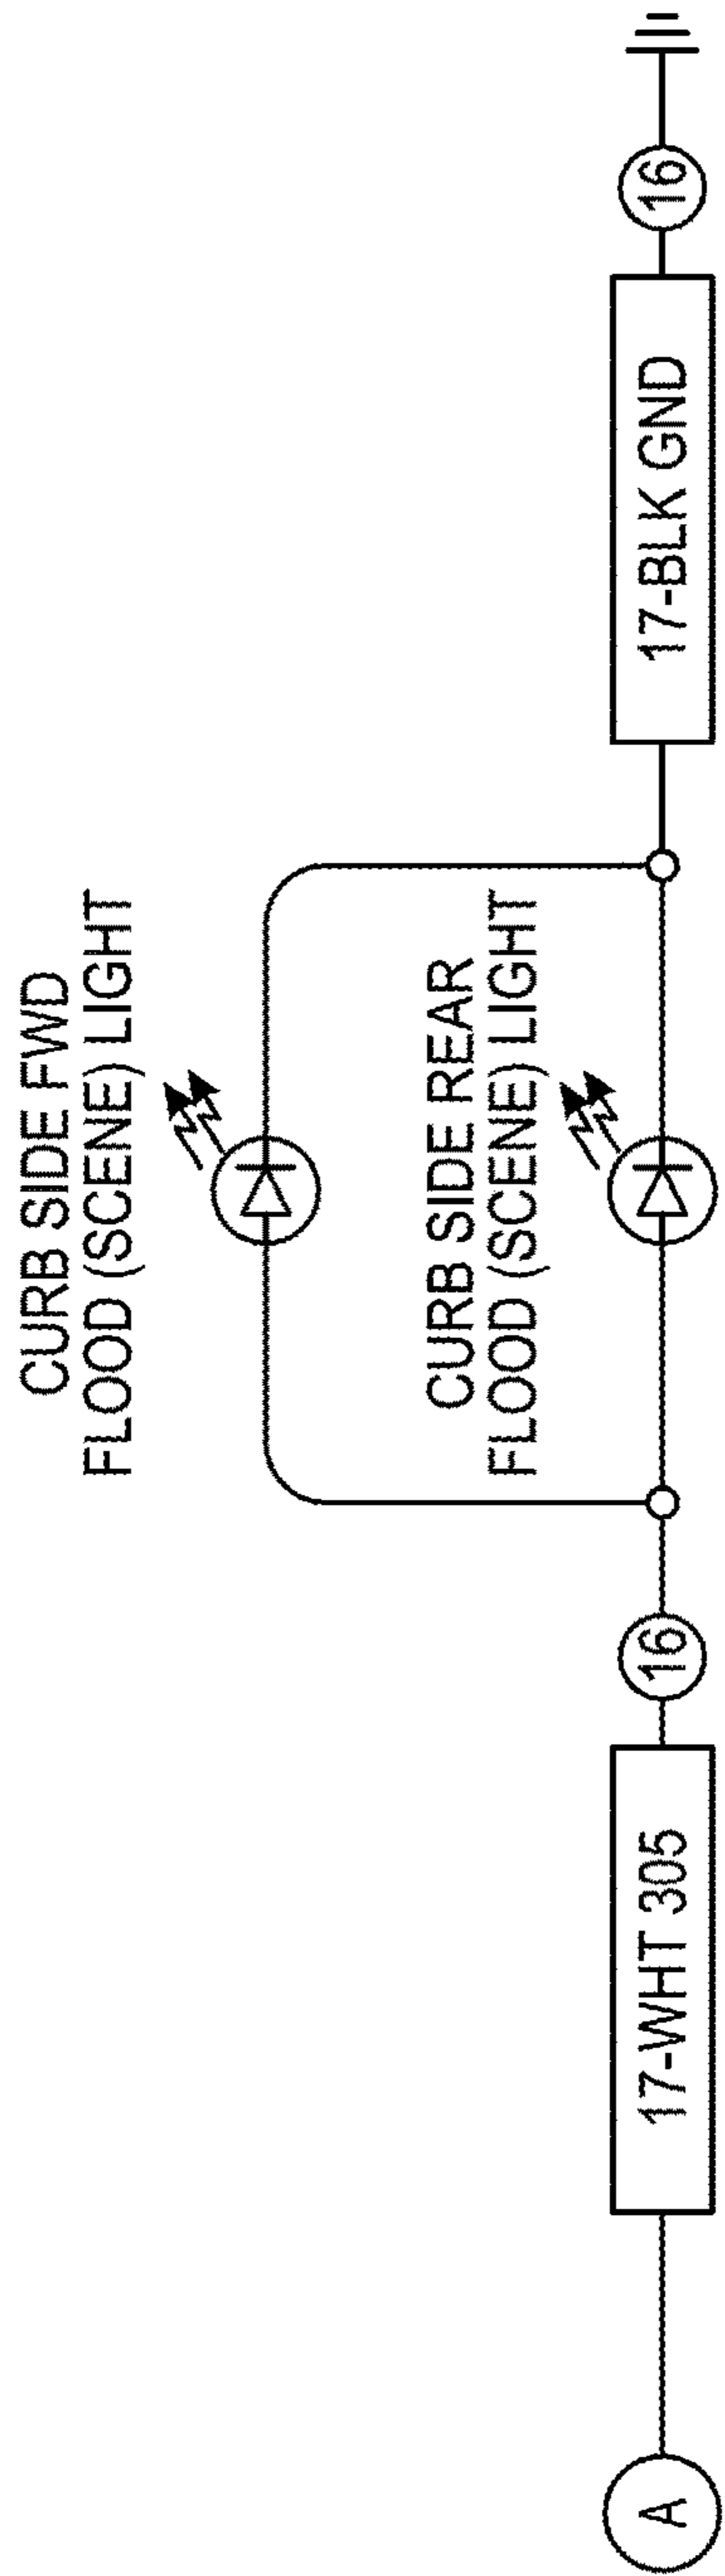 CURB SIDE FWD
FLOOD (SCENE) LIGHT
CURB SIDE REAR
FLOOD (SCENE) LIGHT
A
17-WHT 305
16
17-BLK GND
16